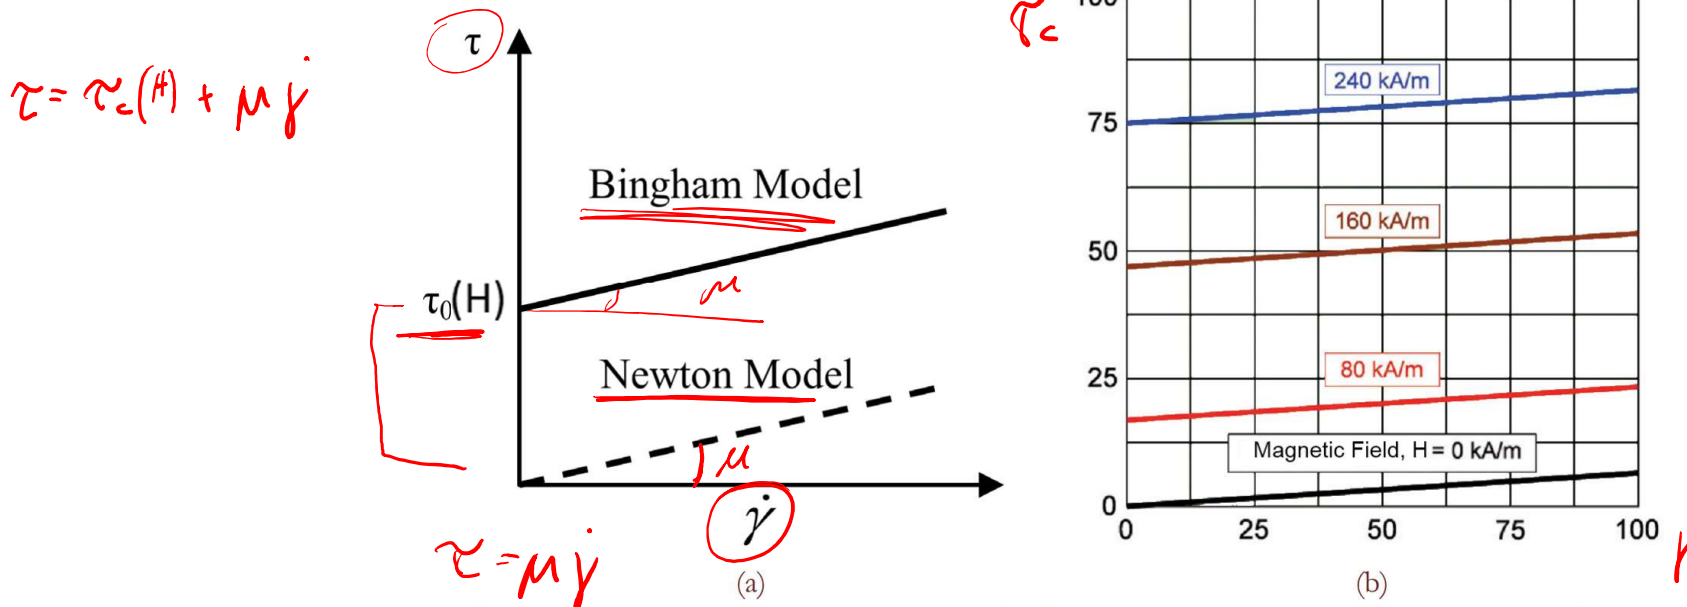 τ = τc(H) + μγ̇
τ
Bingham Model
μ
τ₀(H)
Newton Model
μ
γ̇
τ = μγ̇
(a)
τc
100
240 kA/m
75
160 kA/m
50
25
80 kA/m
Magnetic Field, H = 0 kA/m
0
0 25 50 75 100
(b)